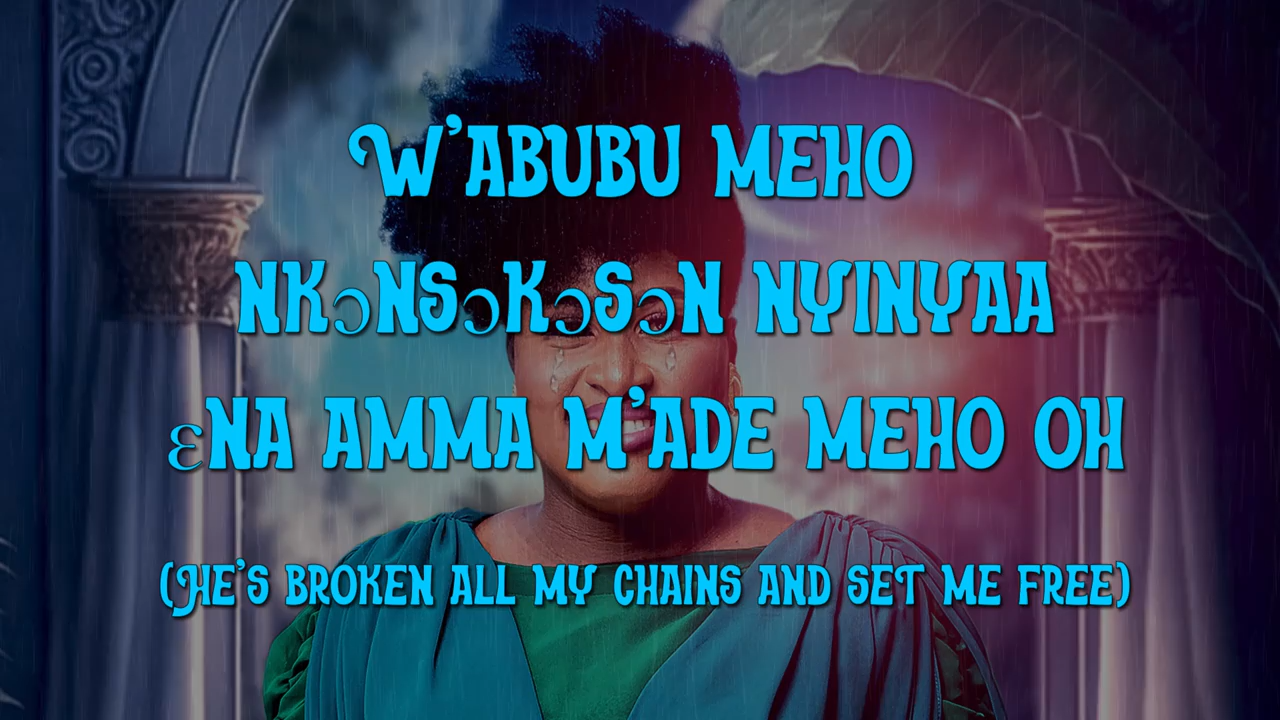 W'ABUBU MEHO
NKƆNSƆKƆSƆN NYINYAA
ƐNA AMMA M'ADE MEHO OH
(HE'S BROKEN ALL MY CHAINS AND SET ME FREE)